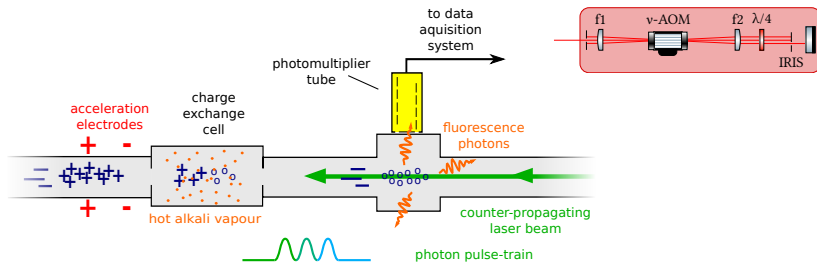 to data
aquisition
system
photomultiplier
tube
f1
ν-AOM
f2
λ/4
IRIS
acceleration
electrodes
+
-
charge
exchange
cell
fluorescence
photons
+ + + + + + + + +
+ + + + o o o o
o o o o o o o o o
+
-
hot alkali vapour
counter-propagating
laser beam
photon pulse-train